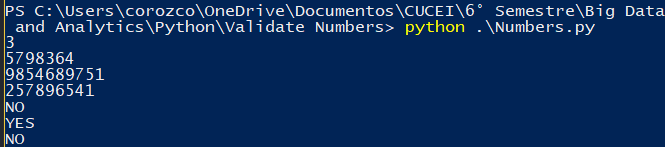 PS C:\Users\corozco\OneDrive\Documentos\CUCEI\6° Semestre\Big Data
 and Analytics\Python\Validate Numbers> python .\Numbers.py
3
5798364
9854689751
257896541
NO
YES
NO